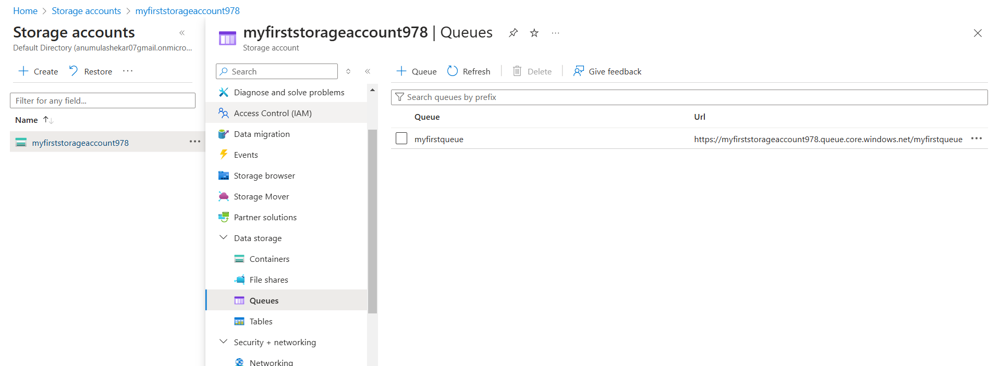 Home > Storage accounts > myfirststorageaccount978
Storage accounts
Default Directory (anumulashekar07gmail.onmicro...
Create Restore
Filter for any field...
Name
myfirststorageaccount978
myfirststorageaccount978 | Queues
Storage account
Search
Diagnose and solve problems
Access Control (IAM)
Data migration
Events
Storage browser
Storage Mover
Partner solutions
Data storage
Containers
File shares
Queues
Tables
Security + networking
Networking
Queue Refresh Delete Give feedback
Search queues by prefix
Queue Url
myfirstqueue https://myfirststorageaccount978.queue.core.windows.net/myfirstqueue